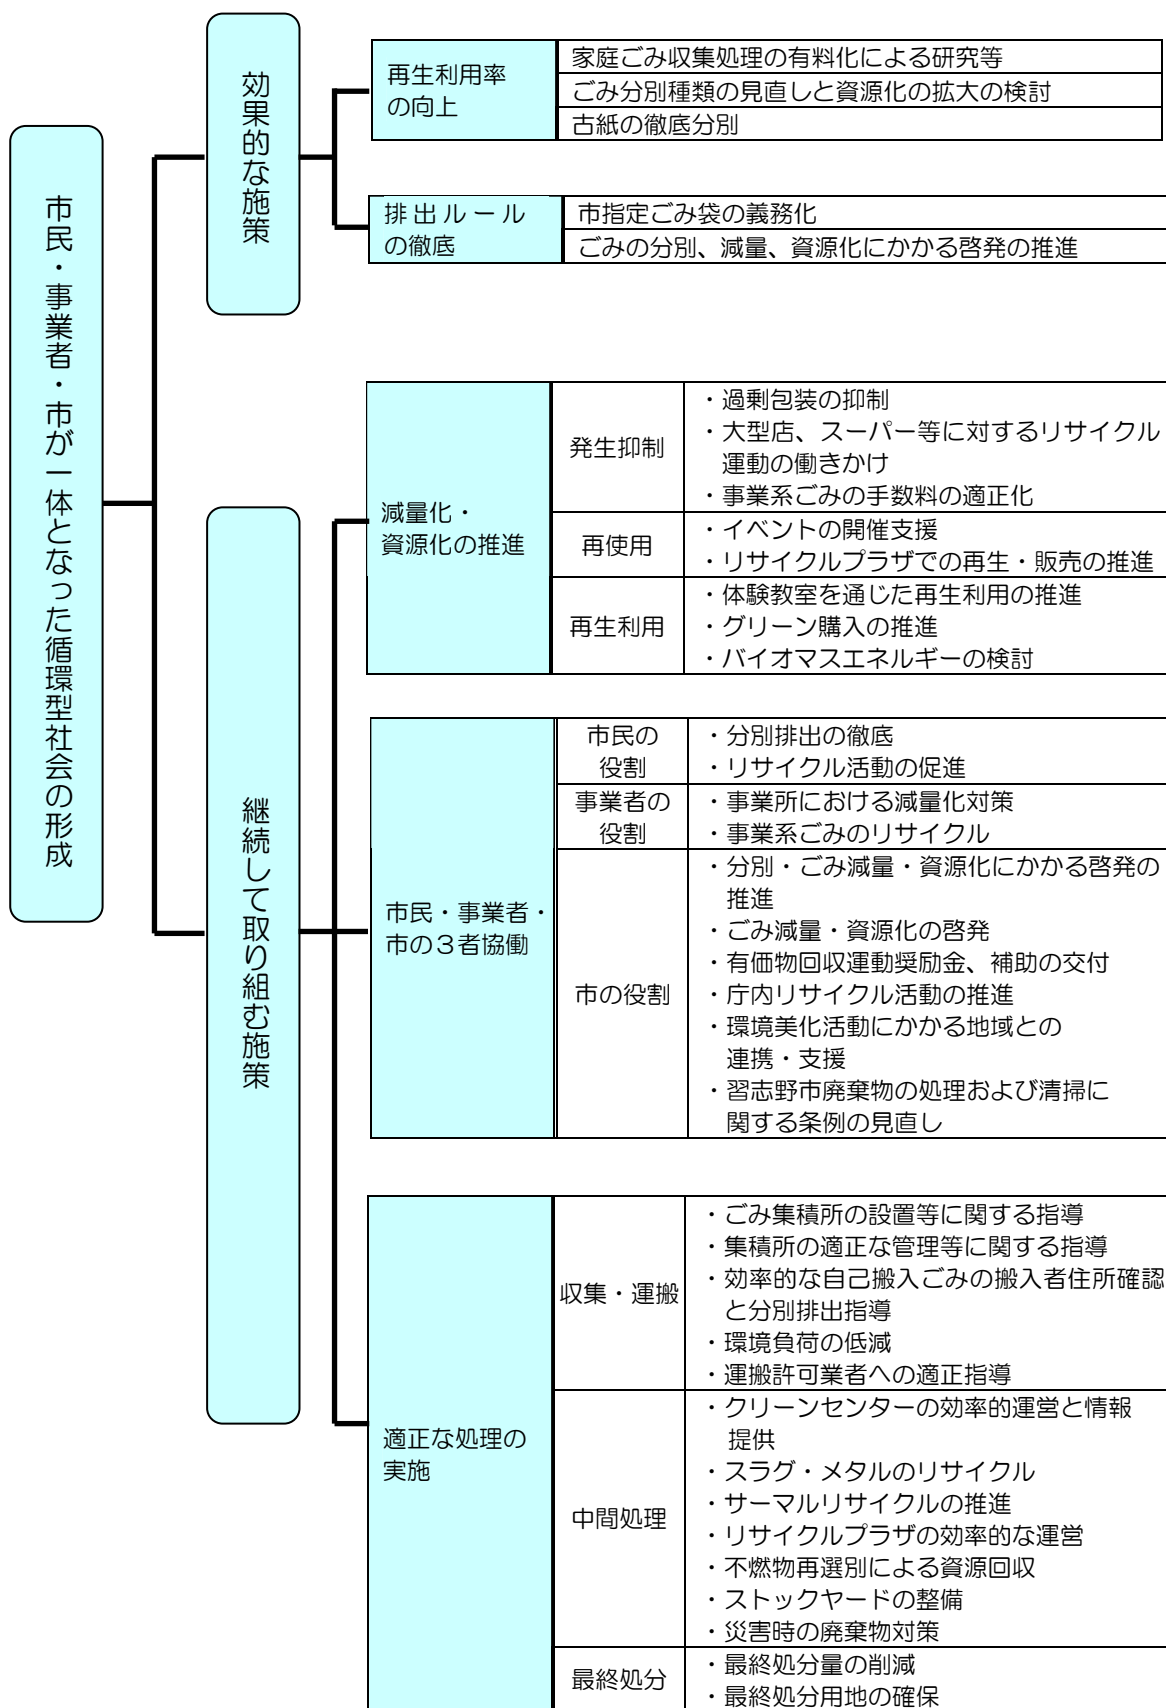 市民・事業者・市が一体となった循環型社会の形成
効果的な施策
再生利用率
の向上
家庭ごみ収集処理の有料化による研究等
ごみ分別種類の見直しと資源化の拡大の検討
古紙の徹底分別
排出ルール
の徹底
市指定ごみ袋の義務化
ごみの分別、減量、資源化にかかる啓発の推進
継続して取り組む施策
減量化・
資源化の推進
発生抑制
・過剰包装の抑制
・大型店、スーパー等に対するリサイクル
運動の働きかけ
・事業系ごみの手数料の適正化
再使用
・イベントの開催支援
・リサイクルプラザでの再生・販売の推進
再生利用
・体験教室を通じた再生利用の推進
・グリーン購入の推進
・バイオマスエネルギーの検討
市民・事業者・
市の3者協働
市民の
役割
・分別排出の徹底
・リサイクル活動の促進
事業者の
役割
・事業所における減量化対策
・事業系ごみのリサイクル
市の役割
・分別・ごみ減量・資源化にかかる啓発の
推進
・ごみ減量・資源化の啓発
・有価物回収運動奨励金、補助の交付
・庁内リサイクル活動の推進
・環境美化活動にかかる地域との
連携・支援
・習志野市廃棄物の処理および清掃に
関する条例の見直し
適正な処理の
実施
収集・運搬
・ごみ集積所の設置等に関する指導
・集積所の適正な管理等に関する指導
・効率的な自己搬入ごみの搬入者住所確認
と分別排出指導
・環境負荷の低減
・運搬許可業者への適正指導
中間処理
・クリーンセンターの効率的運営と情報
提供
・スラグ・メタルのリサイクル
・サーマルリサイクルの推進
・リサイクルプラザの効率的な運営
・不燃物再選別による資源回収
・ストックヤードの整備
・災害時の廃棄物対策
最終処分
・最終処分量の削減
・最終処分用地の確保